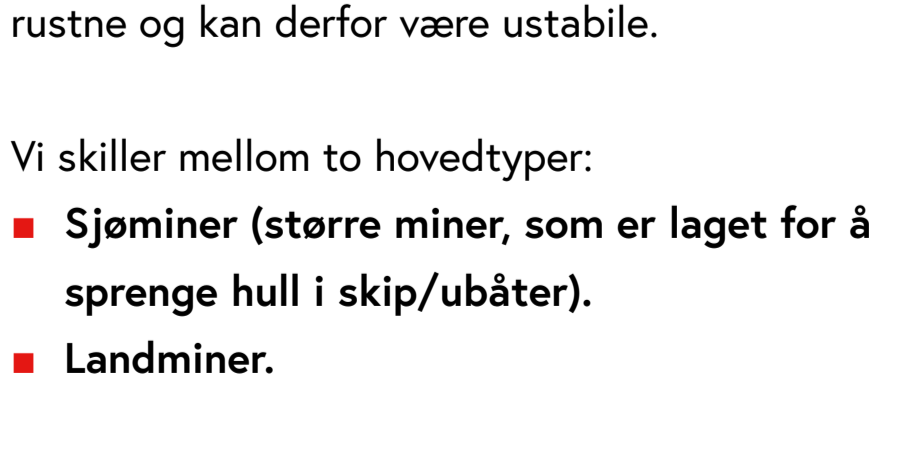 rustne og kan derfor være ustabile.
Vi skiller mellom to hovedtyper:
■ Sjøminer (større miner, som er laget for å
sprenge hull i skip/ubåter).
■ Landminer.